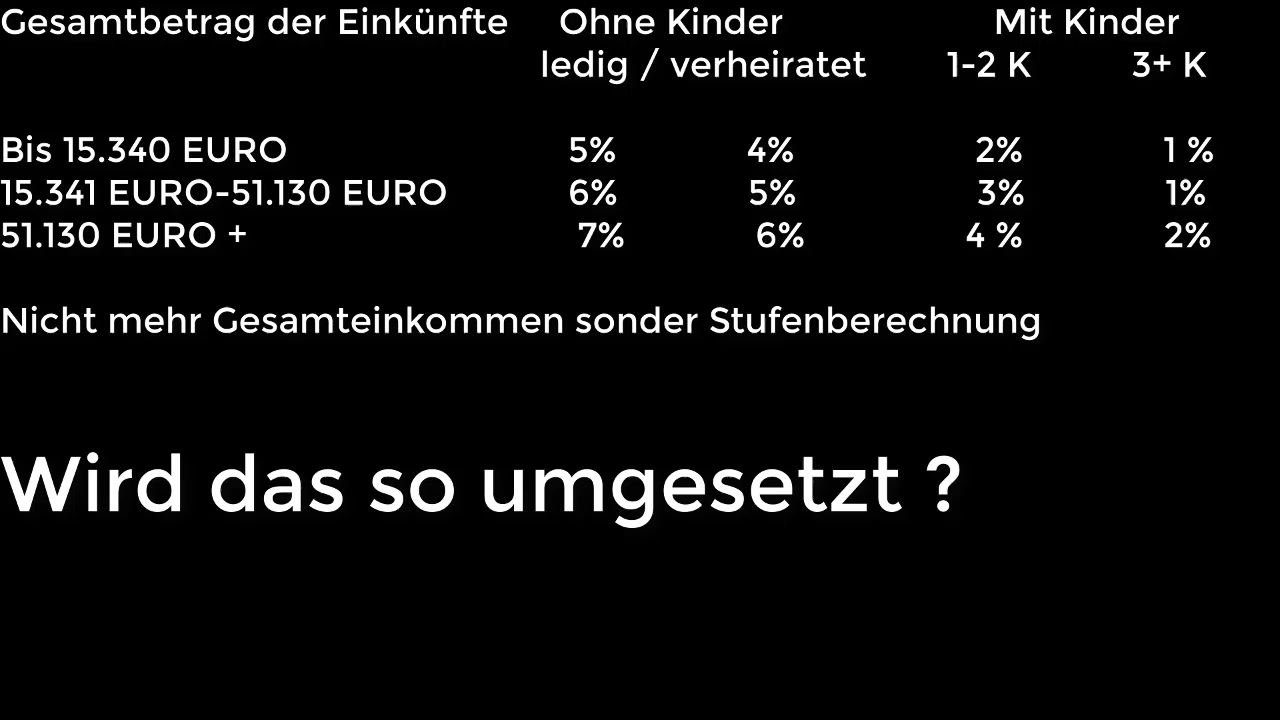 Gesamtbetrag der Einkünfte Ohne Kinder Mit Kinder
ledig / verheiratet 1-2 K 3+ K
Bis 15.340 EURO 5% 4% 2% 1 %
15.341 EURO-51.130 EURO 6% 5% 3% 1%
51.130 EURO + 7% 6% 4 % 2%
Nicht mehr Gesamteinkommen sonder Stufenberechnung
Wird das so umgesetzt ?